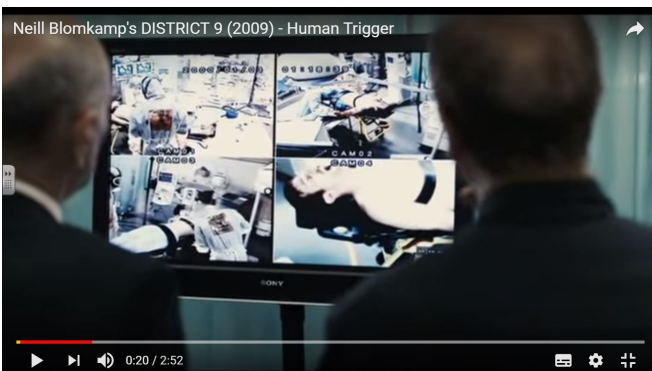 Neill Blomkamp's DISTRICT 9 (2009) - Human Trigger
CAM02
CAM03
CAM04
SONY
0:20 / 2:52